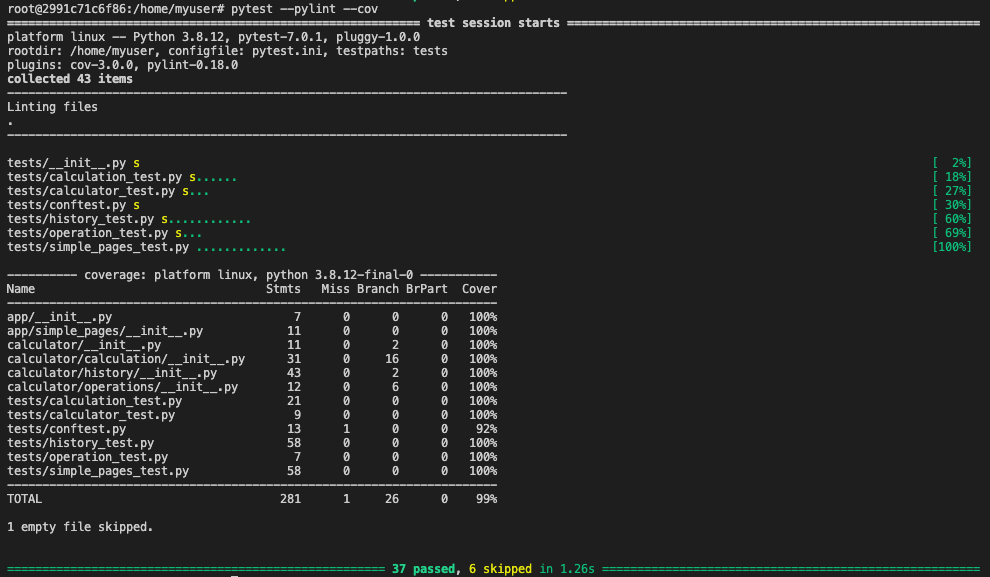 root@2991c71c6f86:/home/myuser# pytest --pylint --cov
test session starts
platform linux -- Python 3.8.12, pytest-7.0.1, pluggy-1.0.0
rootdir: /home/myuser, configfile: pytest.ini, testpaths: tests
plugins: cov-3.0.0, pylint-0.18.0
collected 43 items
--------------------------------------------------------------------------------
Linting files
.
--------------------------------------------------------------------------------
tests/__init__.py s [  2%]
tests/calculation_test.py s...... [ 18%]
tests/calculator_test.py s... [ 27%]
tests/conftest.py s [ 30%]
tests/history_test.py s............ [ 60%]
tests/operation_test.py s... [ 69%]
tests/simple_pages_test.py ............. [100%]
---------- coverage: platform linux, python 3.8.12-final-0 -----------
Name Stmts Miss Branch BrPart Cover
----------------------------------------------------------------------
app/__init__.py 7 0 0 0 100%
app/simple_pages/__init__.py 11 0 0 0 100%
calculator/__init__.py 11 0 2 0 100%
calculator/calculation/__init__.py 31 0 16 0 100%
calculator/history/__init__.py 43 0 2 0 100%
calculator/operations/__init__.py 12 0 6 0 100%
tests/calculation_test.py 21 0 0 0 100%
tests/calculator_test.py 9 0 0 0 100%
tests/conftest.py 13 1 0 0 92%
tests/history_test.py 58 0 0 0 100%
tests/operation_test.py 7 0 0 0 100%
tests/simple_pages_test.py 58 0 0 0 100%
----------------------------------------------------------------------
TOTAL 281 1 26 0 99%
1 empty file skipped.
37 passed, 6 skipped in 1.26s